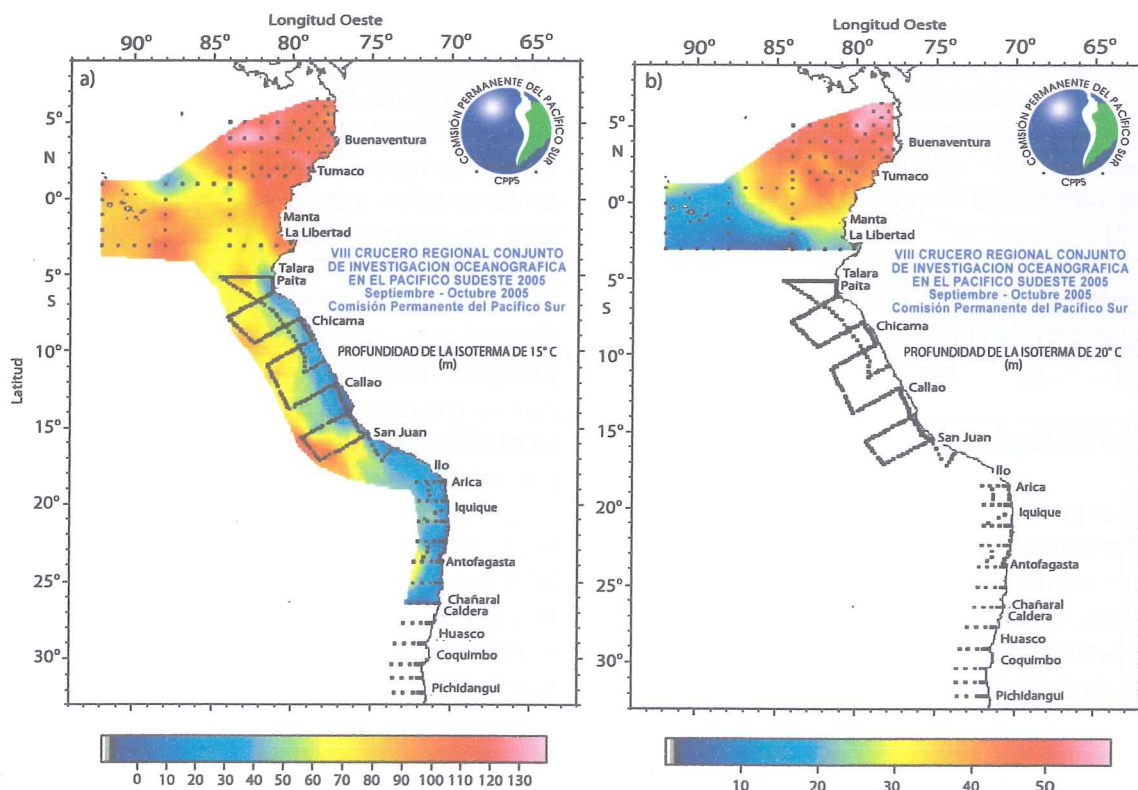 Longitud Oeste
90° 85° 80° 75° 70° 65°
a)
COMISIÓN PERMANENTE DEL PACÍFICO SUR
CPPS
5°
N
0°
5°
S
10°
15°
20°
25°
30°
Latitud
Buenaventura
Tumaco
Manta
La Libertad
VIII CRUCERO REGIONAL CONJUNTO
DE INVESTIGACION OCEANOGRAFICA
EN EL PACIFICO SUDESTE 2005
Septiembre - Octubre 2005
Comisión Permanente del Pacífico Sur
Talara
Paita
Chicama
PROFUNDIDAD DE LA ISOTERMA DE 15° C
(m)
Callao
San Juan
Ilo
Arica
Iquique
Antofagasta
Chañaral
Caldera
Huasco
Coquimbo
Pichidangui
0 10 20 30 40 50 60 70 80 90 100 110 120 130
Longitud Oeste
90° 85° 80° 75° 70° 65°
b)
COMISIÓN PERMANENTE DEL PACÍFICO SUR
CPPS
5°
N
0°
5°
S
10°
15°
20°
25°
30°
Buenaventura
Tumaco
Manta
La Libertad
VIII CRUCERO REGIONAL CONJUNTO
DE INVESTIGACION OCEANOGRAFICA
EN EL PACIFICO SUDESTE 2005
Septiembre - Octubre 2005
Comisión Permanente del Pacífico Sur
Talara
Paita
Chicama
PROFUNDIDAD DE LA ISOTERMA DE 20° C
(m)
Callao
San Juan
Ilo
Arica
Iquique
Antofagasta
Chañaral
Caldera
Huasco
Coquimbo
Pichidangui
10 20 30 40 50